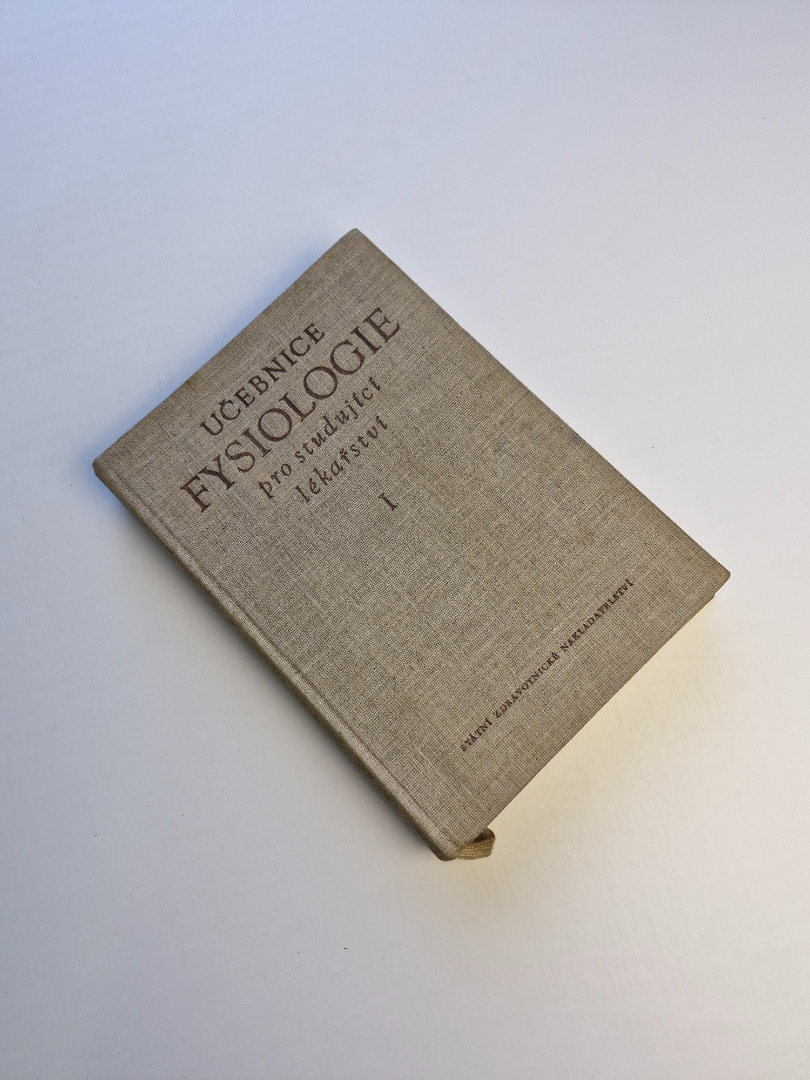 UČEBNICE
FYSIOLOGIE
pro studující
lékařství
I
STÁTNÍ ZDRAVOTNICKÉ NAKLADATELSTVÍ